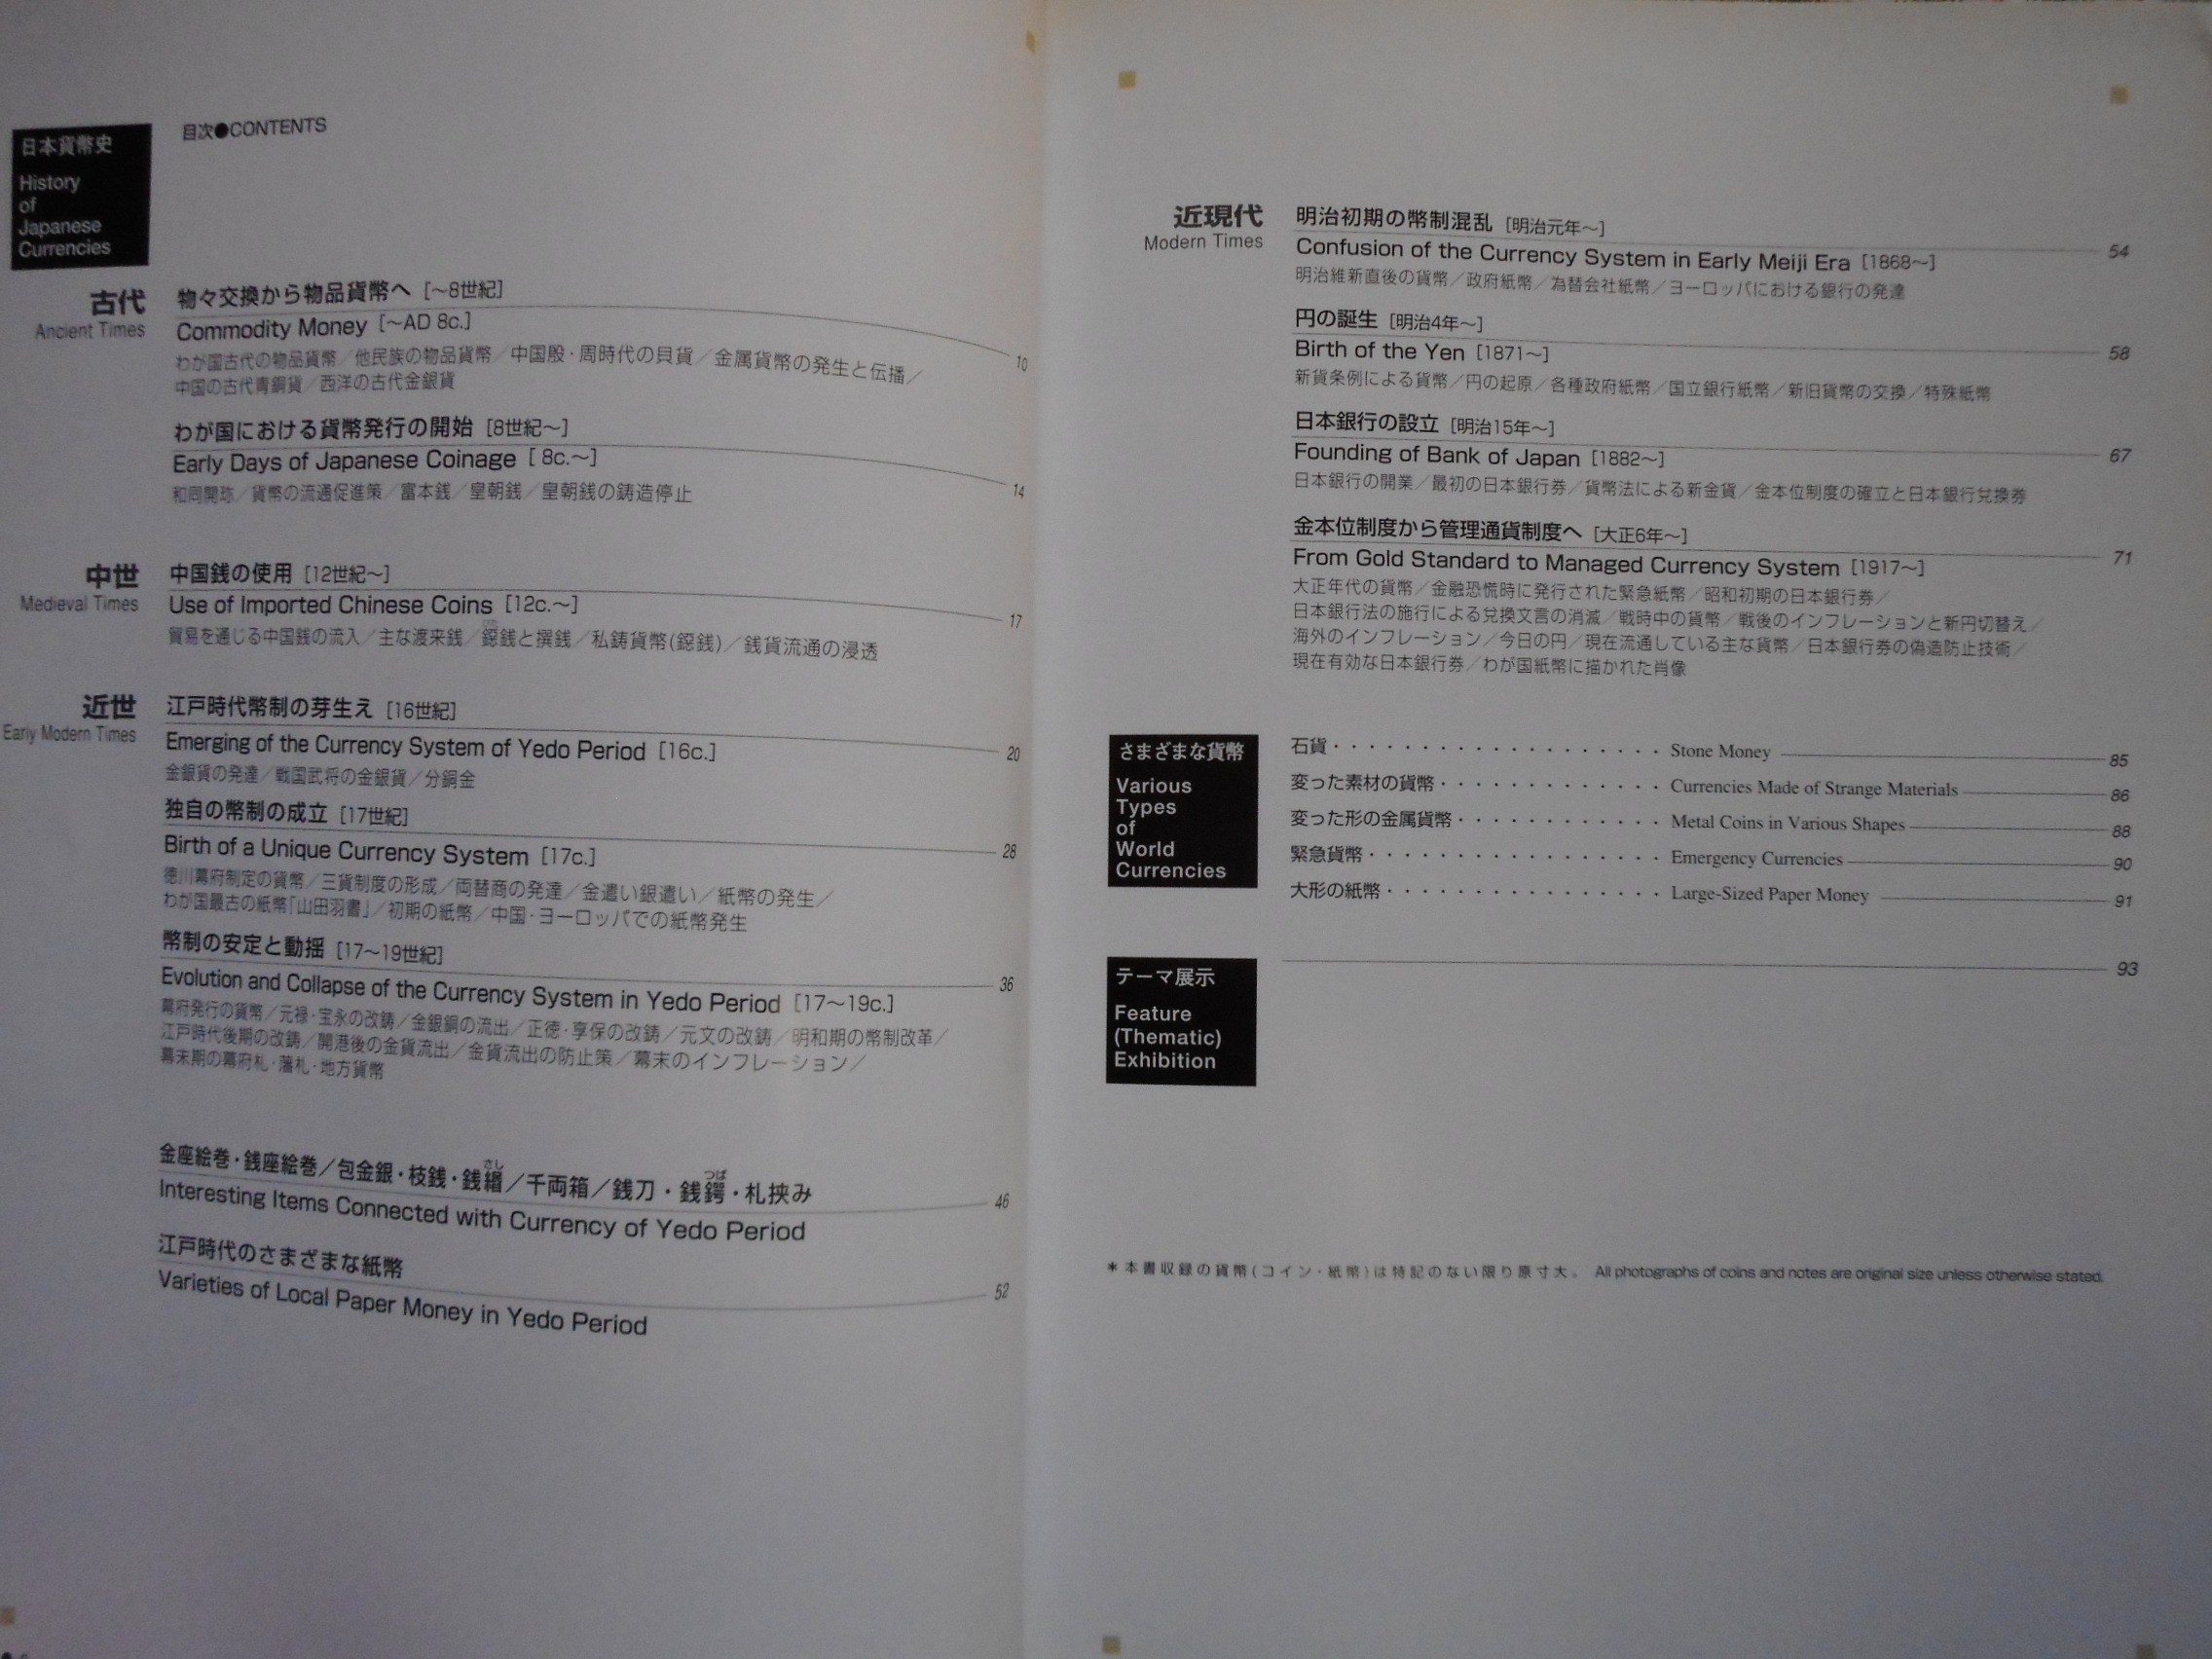 日本貨幣史
History
of
Japanese
Currencies
目次●CONTENTS
古代
Ancient Times
物々交換から物品貨幣へ [～8世紀]
Commodity Money [～AD 8c.] 10
わが国古代の物品貨幣／他民族の物品貨幣／中国殷・周時代の貝貨／金属貨幣の発生と伝播／
中国の古代青銅貨／西洋の古代金銀貨
わが国における貨幣発行の開始 [8世紀～]
Early Days of Japanese Coinage [ 8c.～] 14
和同開珎／貨幣の流通促進策／富本銭／皇朝銭／皇朝銭の鋳造停止
中世
Medieval Times
中国銭の使用 [12世紀～]
Use of Imported Chinese Coins [12c.～] 17
貿易を通じる中国銭の流入／主な渡来銭／鐚銭と撰銭／私鋳貨幣(鐚銭)／銭貨流通の浸透
近世
Early Modern Times
江戸時代幣制の芽生え [16世紀]
Emerging of the Currency System of Yedo Period [16c.] 20
金銀貨の発達／戦国武将の金銀貨／分銅金
独自の幣制の成立 [17世紀]
Birth of a Unique Currency System [17c.] 28
徳川幕府制定の貨幣／三貨制度の形成／両替商の発達／金遣い銀遣い／紙幣の発生／
わが国最古の紙幣「山田羽書」／初期の紙幣／中国・ヨーロッパでの紙幣発生
幣制の安定と動揺 [17～19世紀]
Evolution and Collapse of the Currency System in Yedo Period [17～19c.] 36
幕府発行の貨幣／元禄・宝永の改鋳／金銀銅の流出／正徳・享保の改鋳／元文の改鋳／明和期の幣制改革／
江戸時代後期の改鋳／開港後の金貨流出／金貨流出の防止策／幕末のインフレーション／
幕末期の幕府札・藩札・地方貨幣
さし つば
金座絵巻・銭座絵巻／包金銀・枝銭・銭緡／千両箱／銭刀・銭鍔・札挟み
Interesting Items Connected with Currency of Yedo Period 46
江戸時代のさまざまな紙幣
Varieties of Local Paper Money in Yedo Period 52
近現代
Modern Times
明治初期の幣制混乱 [明治元年～]
Confusion of the Currency System in Early Meiji Era [1868～] 54
明治維新直後の貨幣／政府紙幣／為替会社紙幣／ヨーロッパにおける銀行の発達
円の誕生 [明治4年～]
Birth of the Yen [1871～] 58
新貨条例による貨幣／円の起原／各種政府紙幣／国立銀行紙幣／新旧貨幣の交換／特殊紙幣
日本銀行の設立 [明治15年～]
Founding of Bank of Japan [1882～] 67
日本銀行の開業／最初の日本銀行券／貨幣法による新金貨／金本位制度の確立と日本銀行兌換券
金本位制度から管理通貨制度へ [大正6年～]
From Gold Standard to Managed Currency System [1917～] 71
大正年代の貨幣／金融恐慌時に発行された緊急紙幣／昭和初期の日本銀行券／
日本銀行法の施行による兌換文言の消滅／戦時中の貨幣／戦後のインフレーションと新円切替え／
海外のインフレーション／今日の円／現在流通している主な貨幣／日本銀行券の偽造防止技術／
現在有効な日本銀行券／わが国紙幣に描かれた肖像
さまざまな貨幣
Various
Types
of
World
Currencies
石貨・・・・・・・・・・・・・・・・・・・Stone Money 85
変った素材の貨幣・・・・・・・・・・・・・Currencies Made of Strange Materials 86
変った形の金属貨幣・・・・・・・・・・・・Metal Coins in Various Shapes 88
緊急貨幣・・・・・・・・・・・・・・・・・Emergency Currencies 90
大形の紙幣・・・・・・・・・・・・・・・・Large-Sized Paper Money 91
テーマ展示
Feature
(Thematic)
Exhibition
93
＊本書収録の貨幣(コイン・紙幣)は特記のない限り原寸大。 All photographs of coins and notes are original size unless otherwise stated.